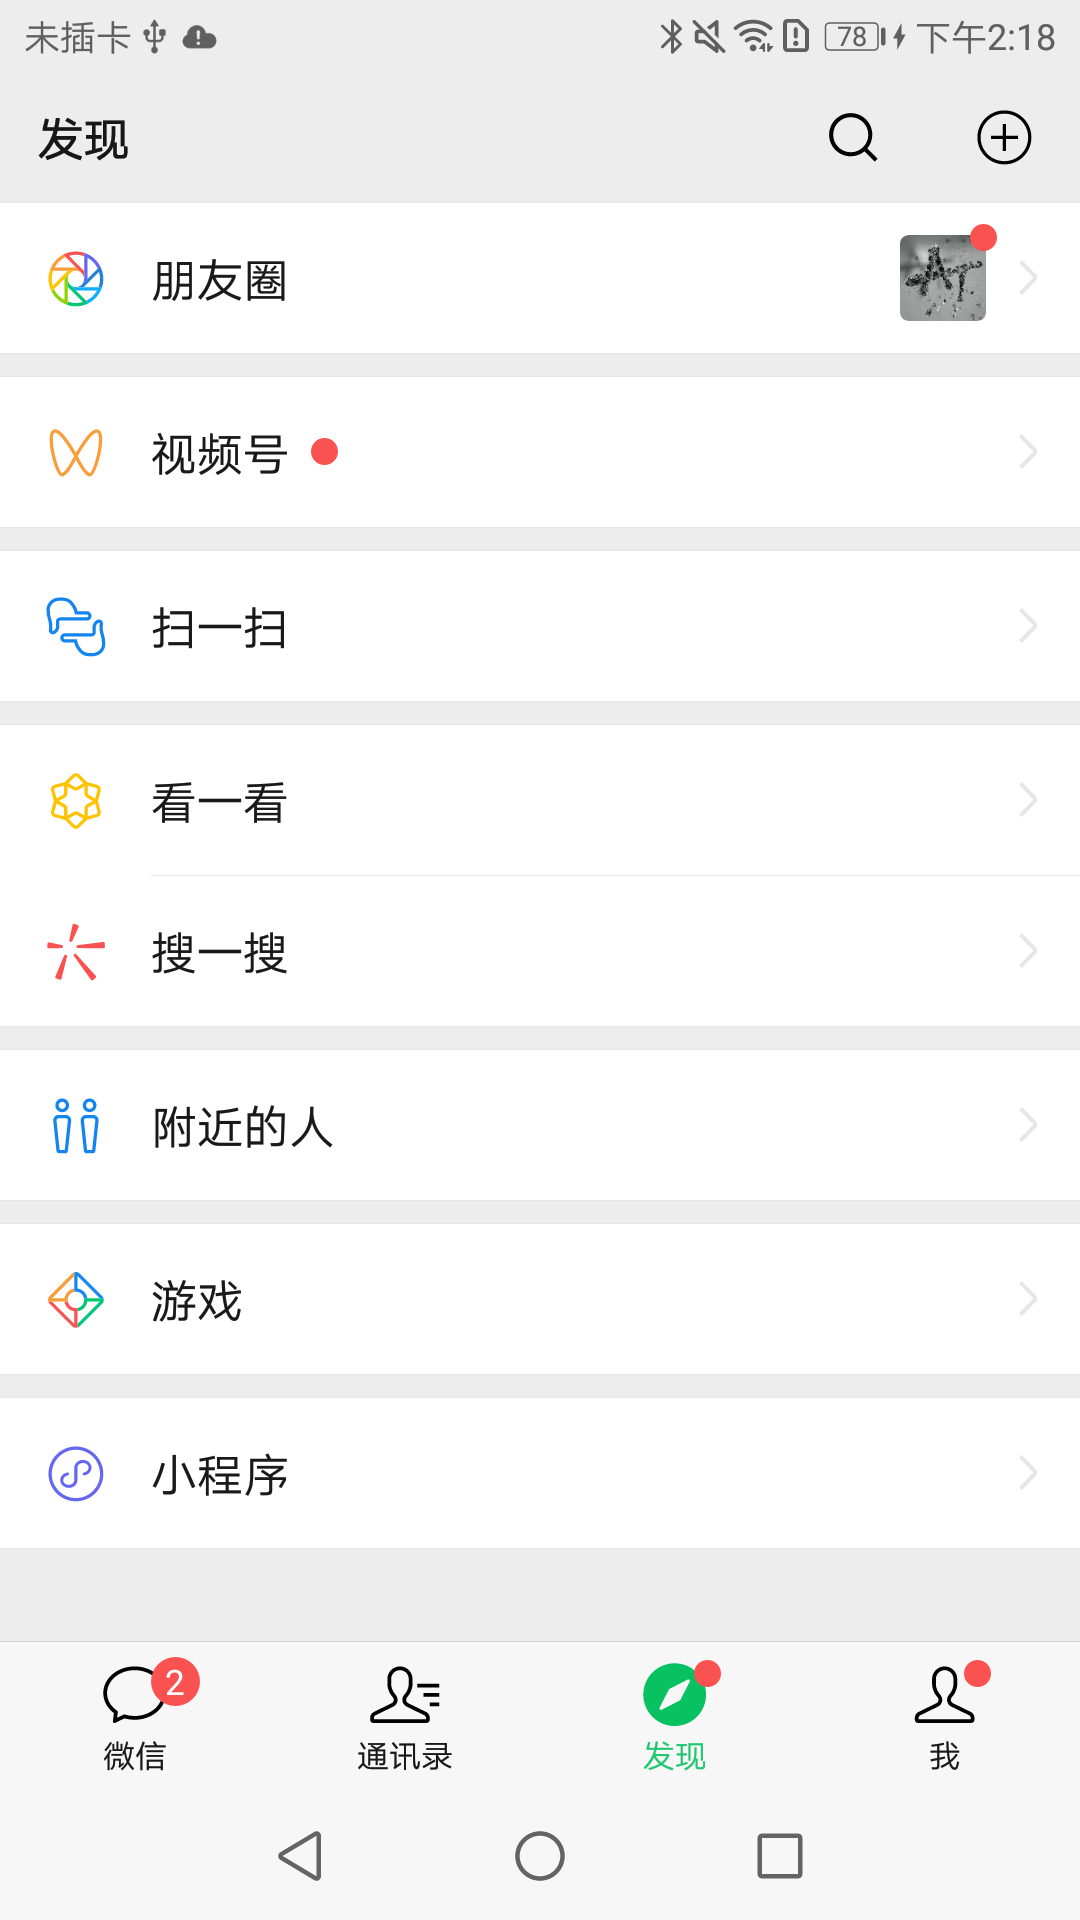 未插卡 78 下午2:18
发现
朋友圈
视频号
扫一扫
看一看
搜一搜
附近的人
游戏
小程序
2
微信 通讯录 发现 我